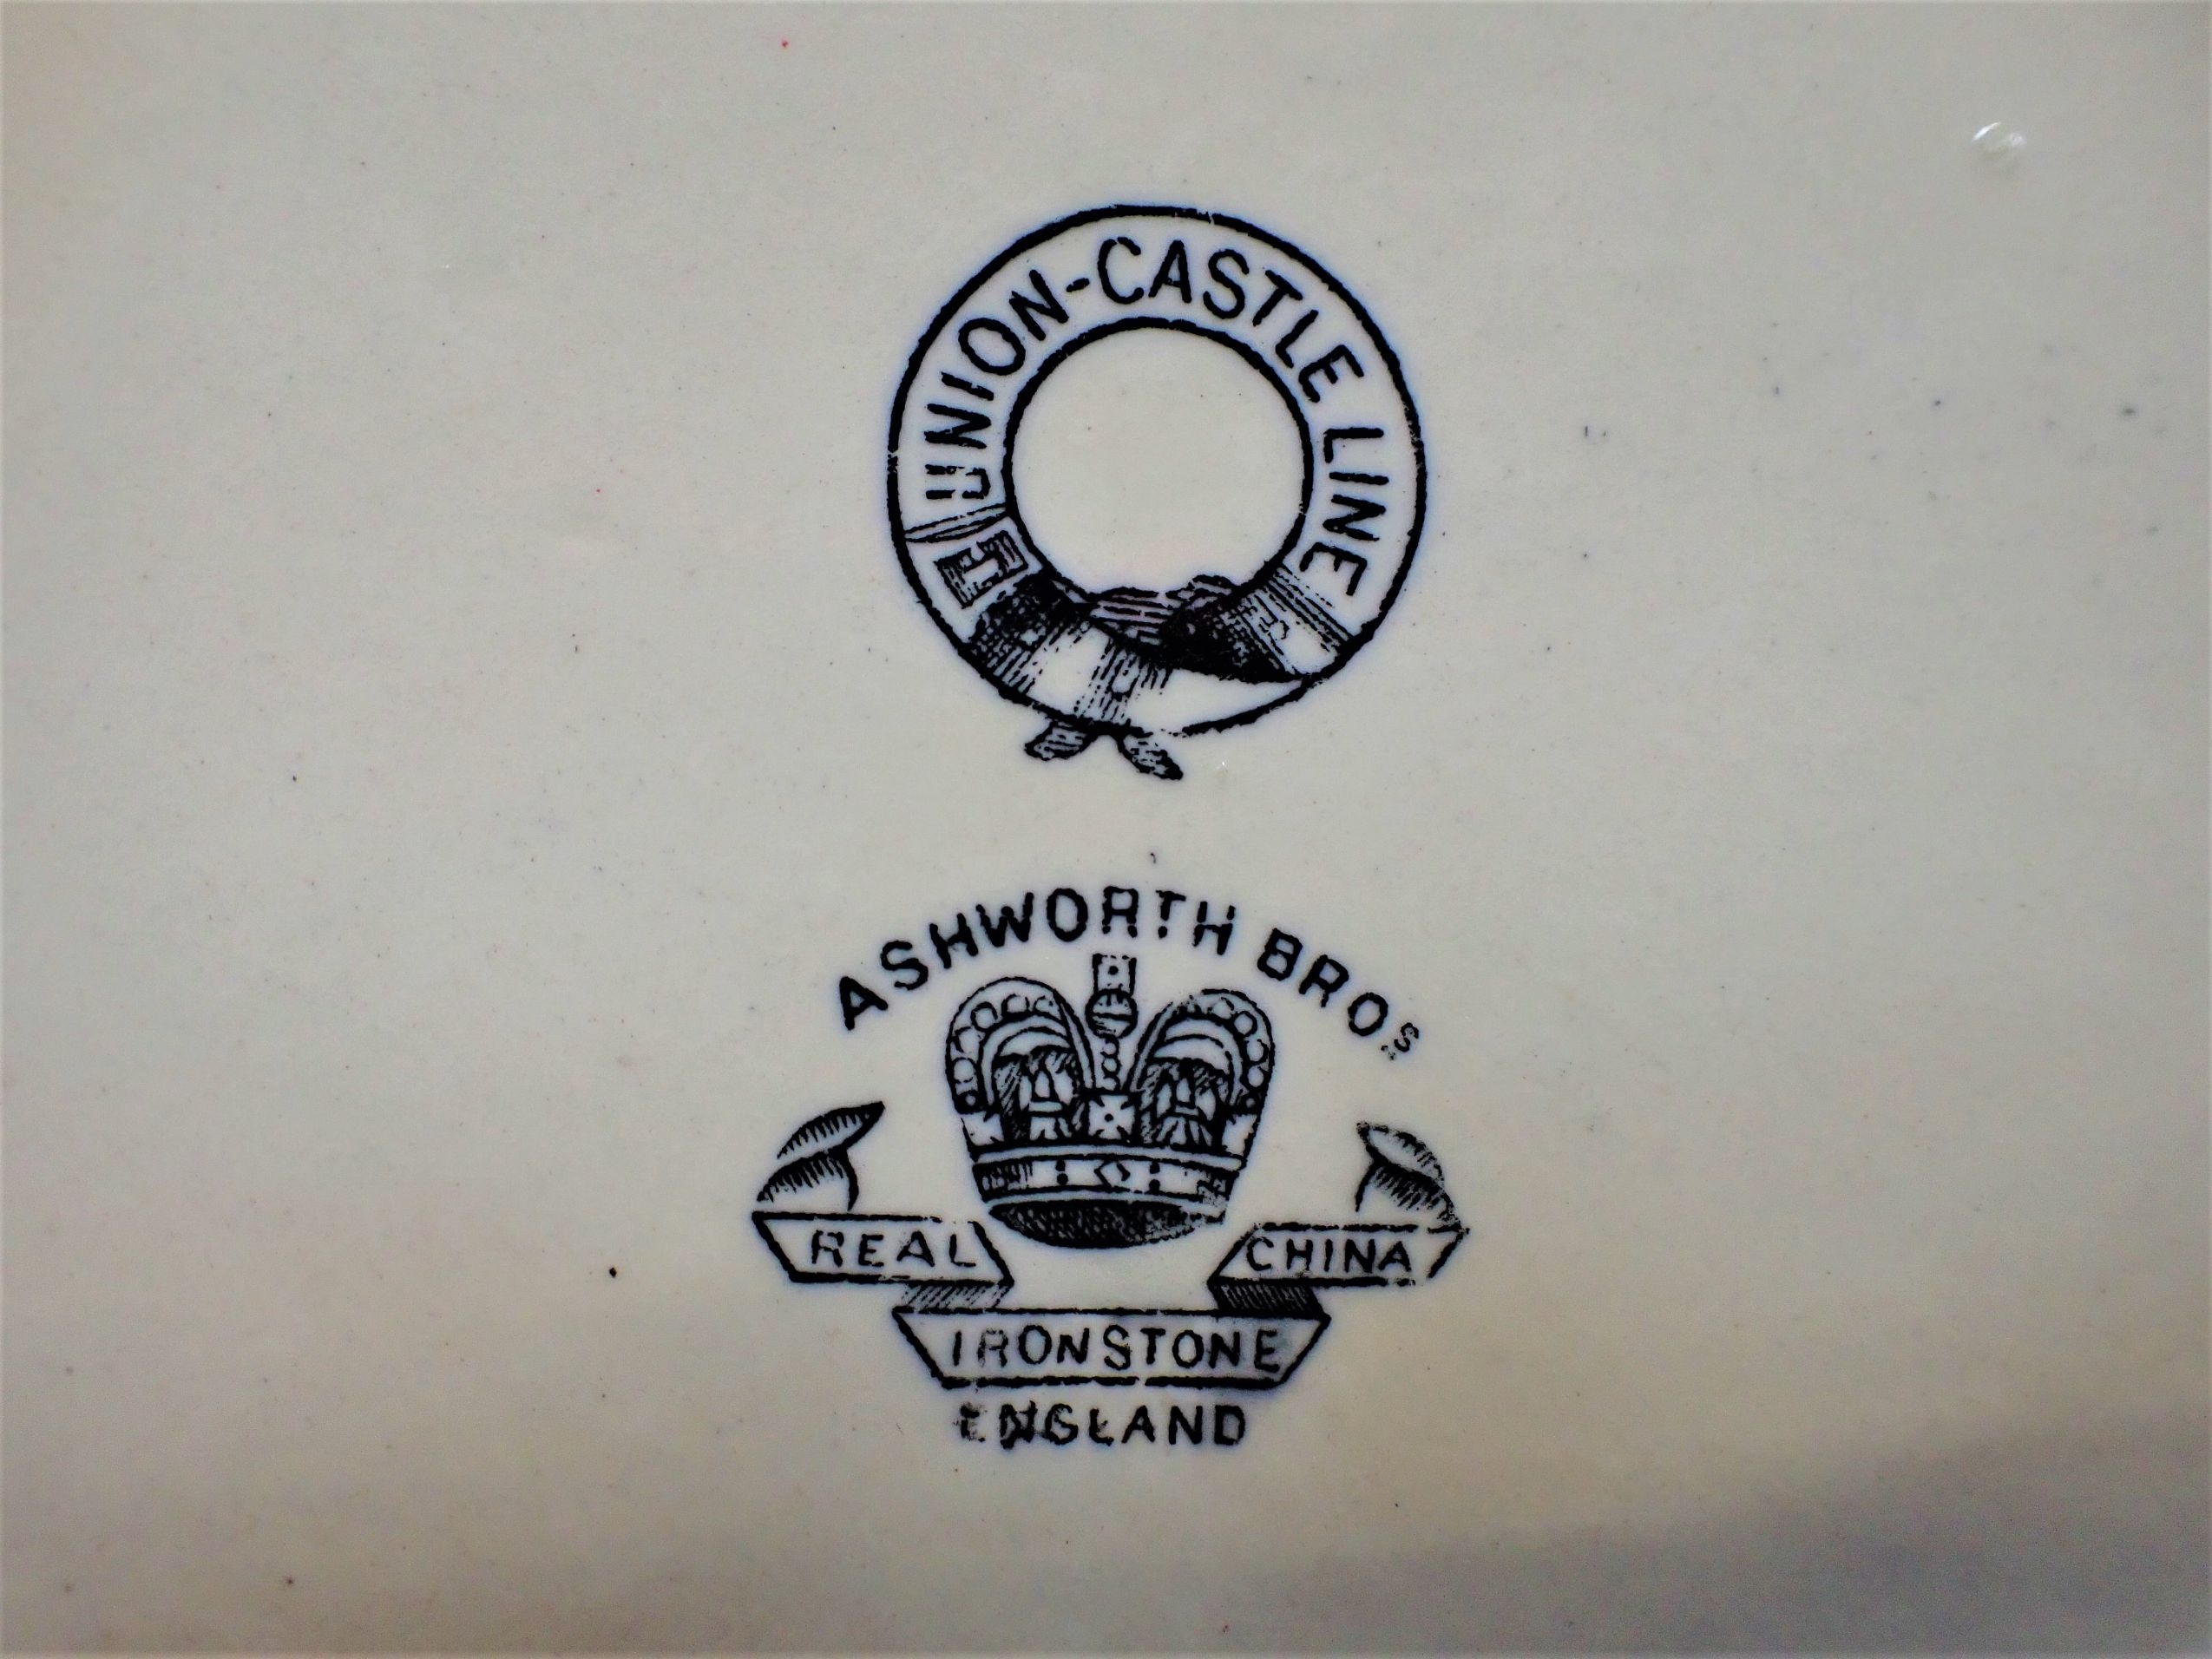 UNION-CASTLE LINE
ASHWORTH BROS
REAL
IRONSTONE
CHINA
ENGLAND